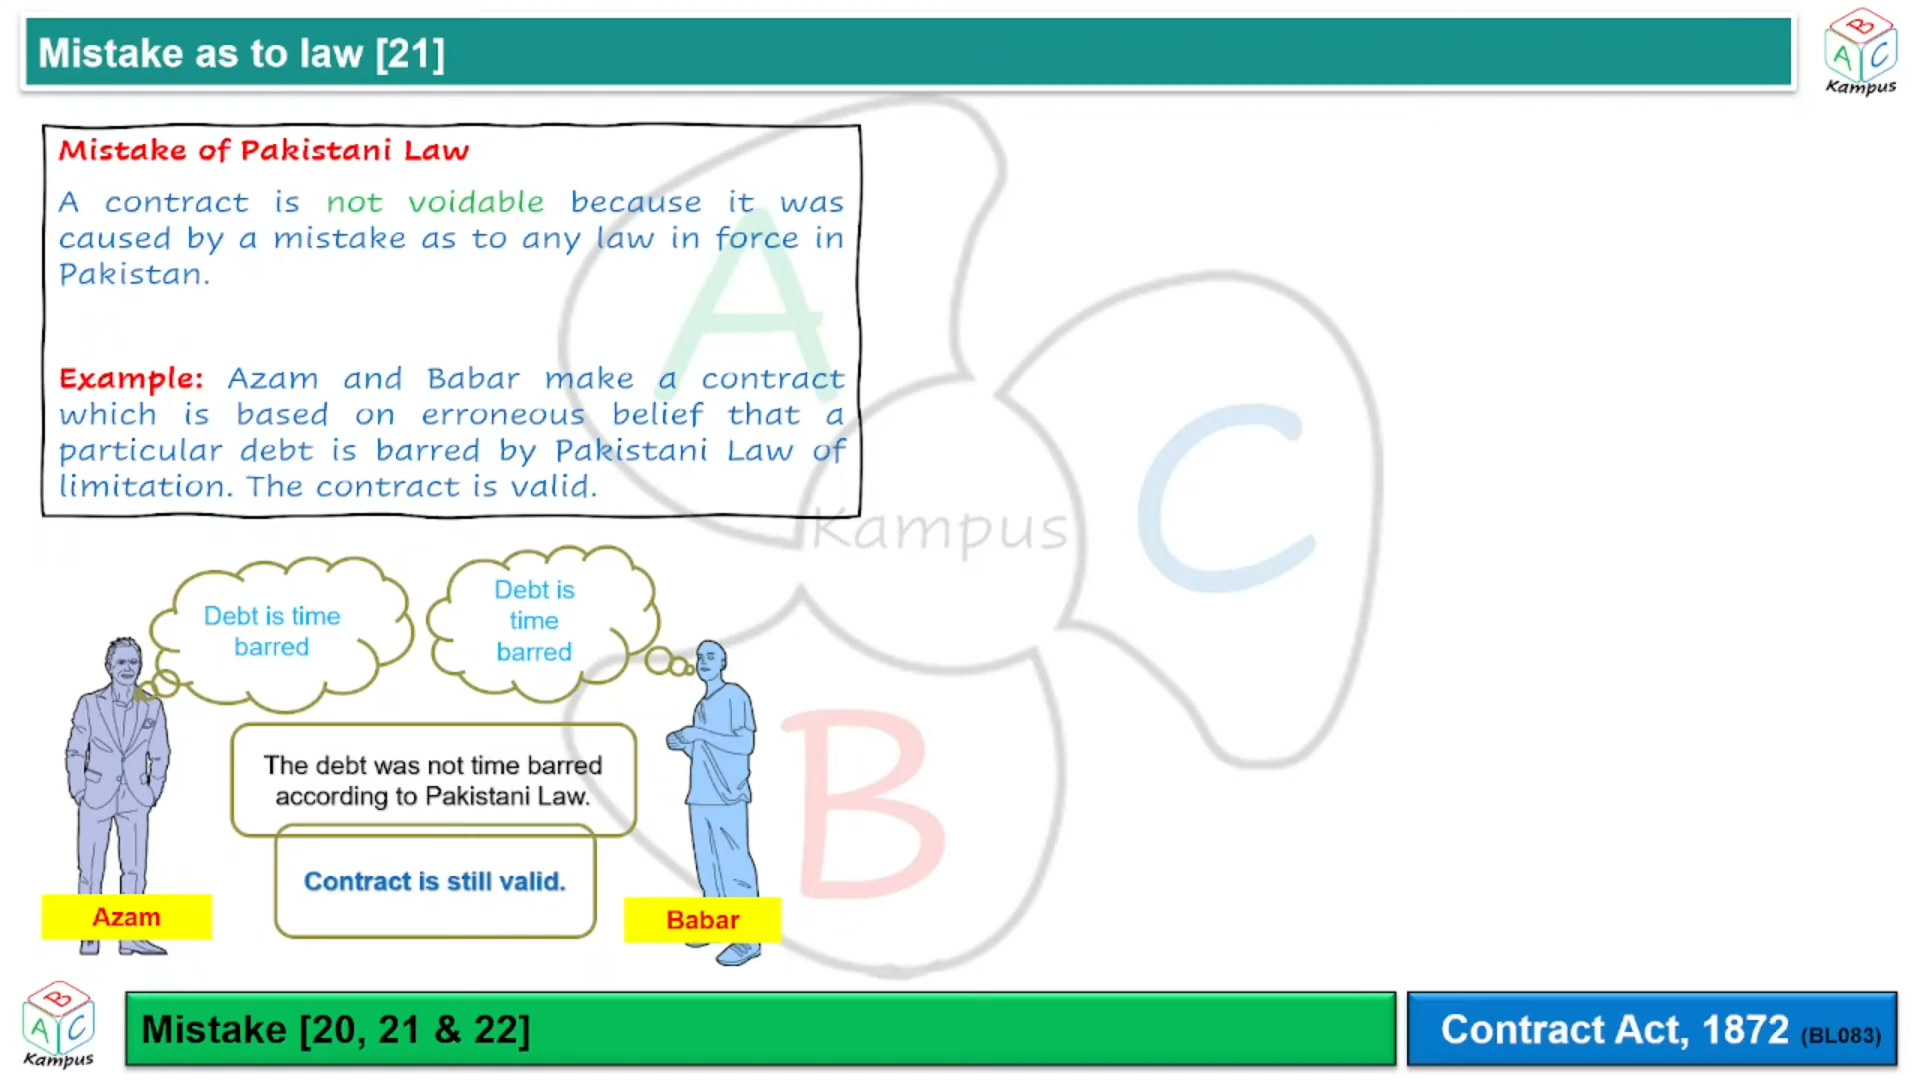 Mistake as to law [21]
B
A C
Kampus
Mistake of Pakistani Law
A contract is not voidable because it was
caused by a mistake as to any law in force in
Pakistan.
Example: Azam and Babar make a contract
which is based on erroneous belief that a
particular debt is barred by Pakistani Law of
limitation. The contract is valid.
A
C
Kampus
B
Debt is time
barred
Debt is
time
barred
The debt was not time barred
according to Pakistani Law.
Contract is still valid.
Azam
Babar
B
A C
Kampus
Mistake [20, 21 & 22]
Contract Act, 1872 (BL083)